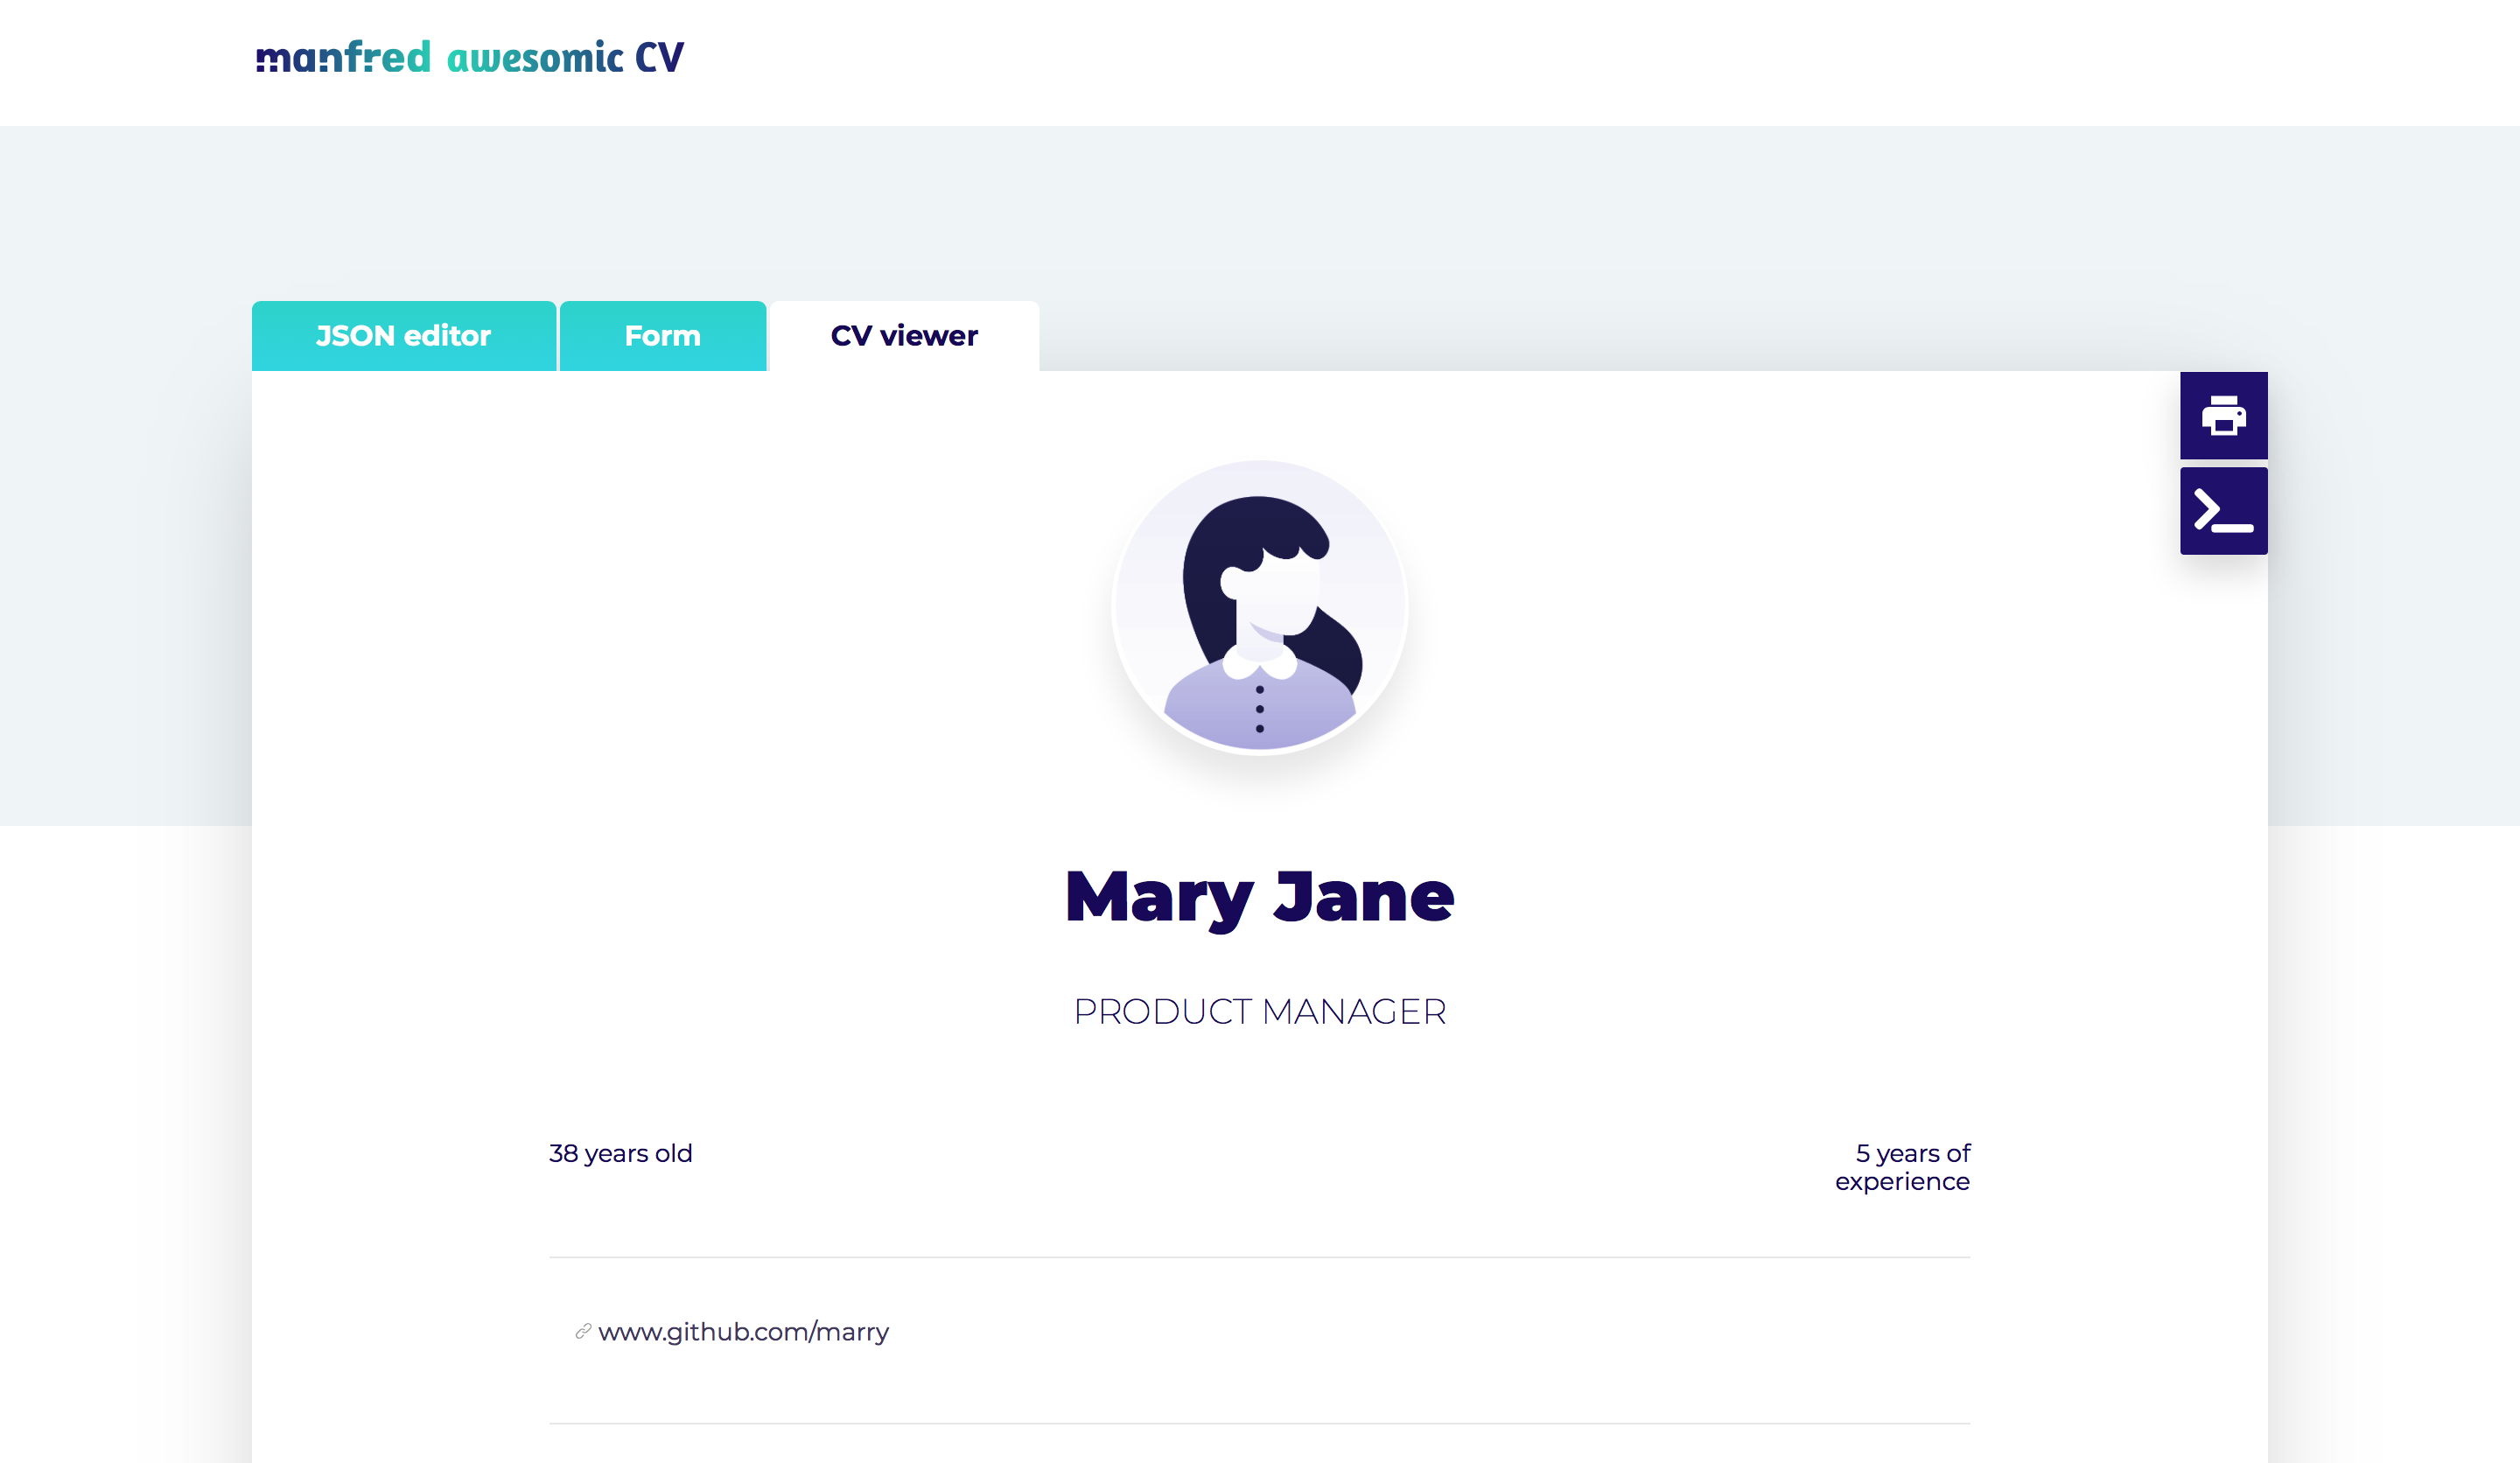 manfred awesomic CV
JSON editor
Form
CV viewer
Mary Jane
PRODUCT MANAGER
38 years old
5 years of
experience
www.github.com/marry